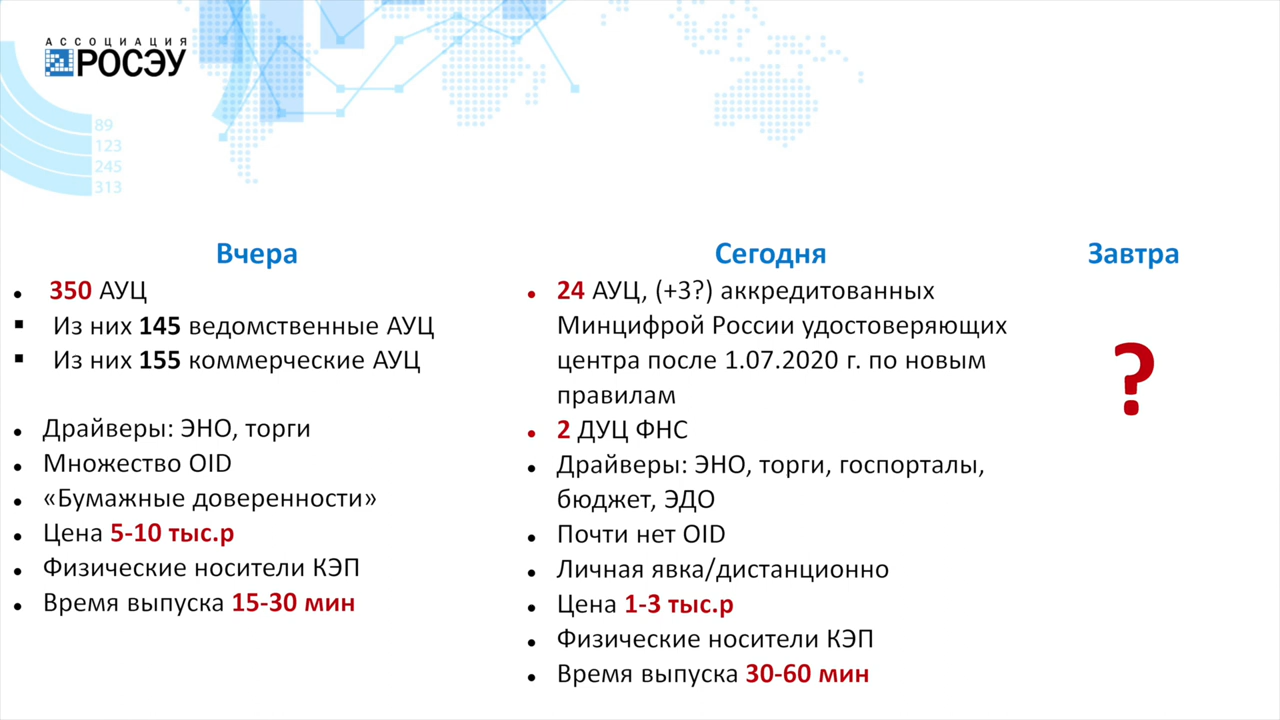 АССОЦИАЦИЯ
РОСЭУ
89
123
245
313
Вчера
350 АУЦ
Из них 145 ведомственные АУЦ
Из них 155 коммерческие АУЦ
Драйверы: ЭНО, торги
Множество OID
«Бумажные доверенности»
Цена 5-10 тыс.р
Физические носители КЭП
Время выпуска 15-30 мин
Сегодня
24 АУЦ, (+3?) аккредитованных
Минцифрой России удостоверяющих
центра после 1.07.2020 г. по новым
правилам
2 ДУЦ ФНС
Драйверы: ЭНО, торги, госпорталы,
бюджет, ЭДО
Почти нет OID
Личная явка/дистанционно
Цена 1-3 тыс.р
Физические носители КЭП
Время выпуска 30-60 мин
Завтра
?